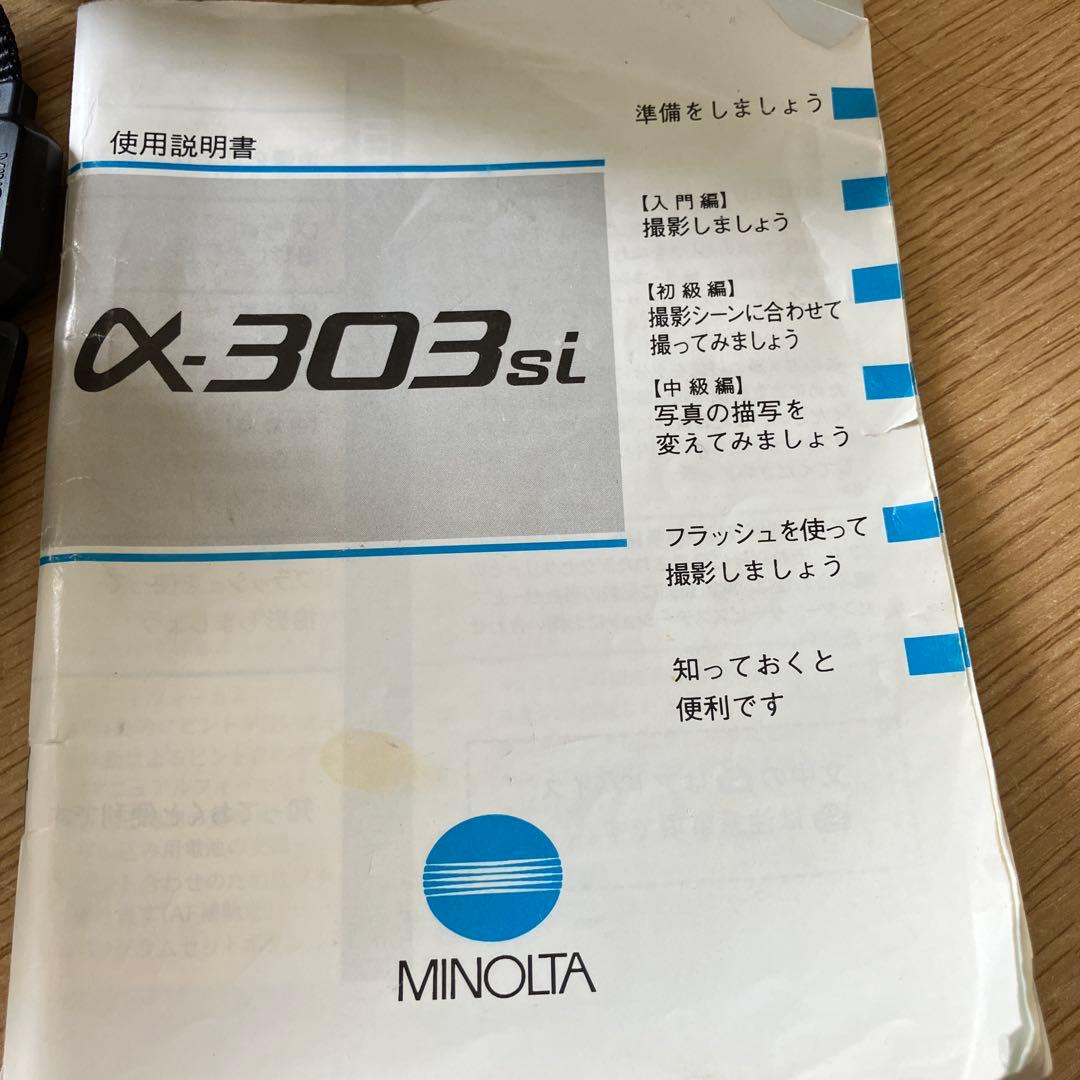 使用説明書
α-303si
準備をしましょう
【入門編】
撮影しましょう
【初級編】
撮影シーンに合わせて
撮ってみましょう
【中級編】
写真の描写を
変えてみましょう
フラッシュを使って
撮影しましょう
知っておくと
便利です
MINOLTA